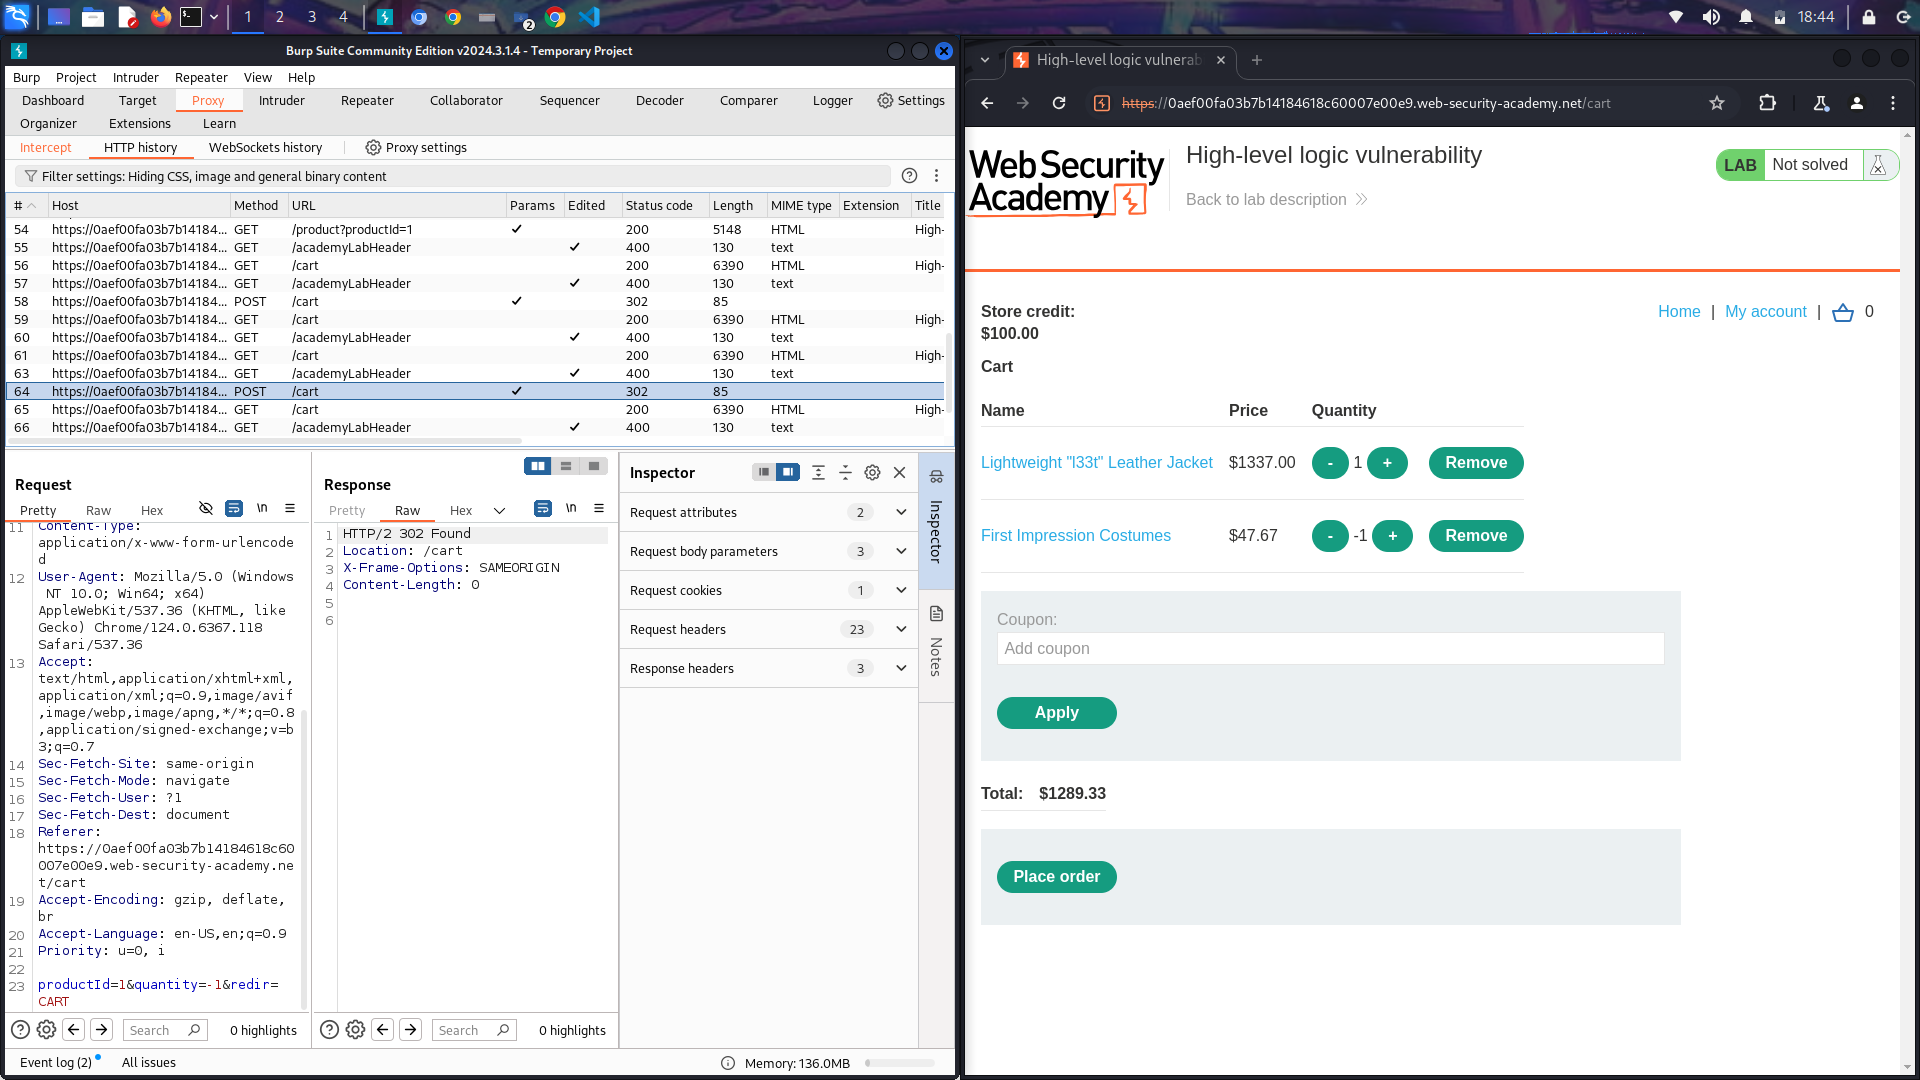 18:44
1 2 3 4
2
Burp Suite Community Edition v2024.3.1.4 - Temporary Project
Burp Project Intruder Repeater View Help
Dashboard Target Proxy Intruder Repeater Collaborator Sequencer Decoder Comparer Logger Settings
Organizer Extensions Learn
Intercept HTTP history WebSockets history Proxy settings
Filter settings: Hiding CSS, image and general binary content
# Host Method URL Params Edited Status code Length MIME type Extension Title
54 https://0aef00fa03b7b14184... GET /product?productId=1 ✓ 200 5148 HTML High-
55 https://0aef00fa03b7b14184... GET /academyLabHeader ✓ 400 130 text
56 https://0aef00fa03b7b14184... GET /cart 200 6390 HTML High-
57 https://0aef00fa03b7b14184... GET /academyLabHeader ✓ 400 130 text
58 https://0aef00fa03b7b14184... POST /cart ✓ 302 85
59 https://0aef00fa03b7b14184... GET /cart 200 6390 HTML High-
60 https://0aef00fa03b7b14184... GET /academyLabHeader ✓ 400 130 text
61 https://0aef00fa03b7b14184... GET /cart 200 6390 HTML High-
63 https://0aef00fa03b7b14184... GET /academyLabHeader ✓ 400 130 text
64 https://0aef00fa03b7b14184... POST /cart ✓ 302 85
65 https://0aef00fa03b7b14184... GET /cart 200 6390 HTML High-
66 https://0aef00fa03b7b14184... GET /academyLabHeader ✓ 400 130 text
Request
Pretty Raw Hex \n
11 Content-Type:
application/x-www-form-urlencode
d
12 User-Agent: Mozilla/5.0 (Windows
NT 10.0; Win64; x64)
AppleWebKit/537.36 (KHTML, like
Gecko) Chrome/124.0.6367.118
Safari/537.36
13 Accept:
text/html,application/xhtml+xml,
application/xml;q=0.9,image/avif
,image/webp,image/apng,*/*;q=0.8
,application/signed-exchange;v=b
3;q=0.7
14 Sec-Fetch-Site: same-origin
15 Sec-Fetch-Mode: navigate
16 Sec-Fetch-User: ?1
17 Sec-Fetch-Dest: document
18 Referer:
https://0aef00fa03b7b14184618c60
007e00e9.web-security-academy.ne
t/cart
19 Accept-Encoding: gzip, deflate,
br
20 Accept-Language: en-US,en;q=0.9
21 Priority: u=0, i
22
23 productId=1&quantity=-1&redir=
CART
Search 0 highlights
Response
Pretty Raw Hex \n
1 HTTP/2 302 Found
2 Location: /cart
3 X-Frame-Options: SAMEORIGIN
4 Content-Length: 0
5
6
Search 0 highlights
Inspector
Request attributes 2
Request body parameters 3
Request cookies 1
Request headers 23
Response headers 3
Inspector
Notes
Event log (2) All issues Memory: 136.0MB
High-level logic vulnerab
https://0aef00fa03b7b14184618c60007e00e9.web-security-academy.net/cart
Web Security
Academy
High-level logic vulnerability
Back to lab description
LAB Not solved
Store credit:
$100.00
Home | My account | 0
Cart
Name Price Quantity
Lightweight "l33t" Leather Jacket $1337.00 - 1 + Remove
First Impression Costumes $47.67 - -1 + Remove
Coupon:
Add coupon
Apply
Total: $1289.33
Place order